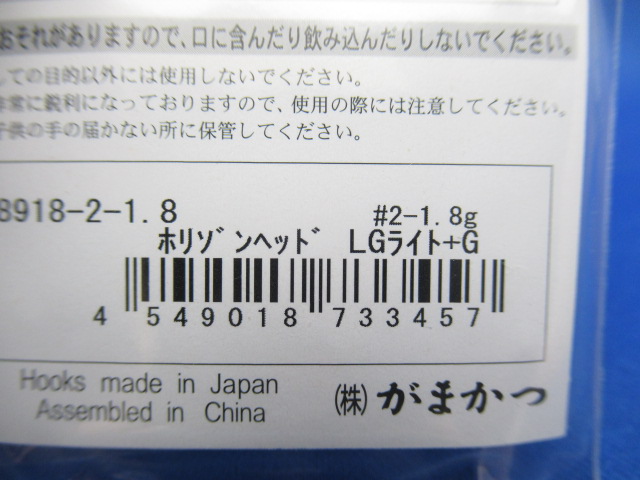 おそれがありますので、口に含んだり飲み込んだりしないでください。
しての目的以外には使用しないでください。
非常に鋭利になっておりますので、使用の際には注意してください。
子供の手の届かない所に保管してください。
8918-2-1.8
#2-1.8g
ホリゾンヘッド LGライト+G
4 549018 733457
Hooks made in Japan
Assembled in China
(株) がまかつ